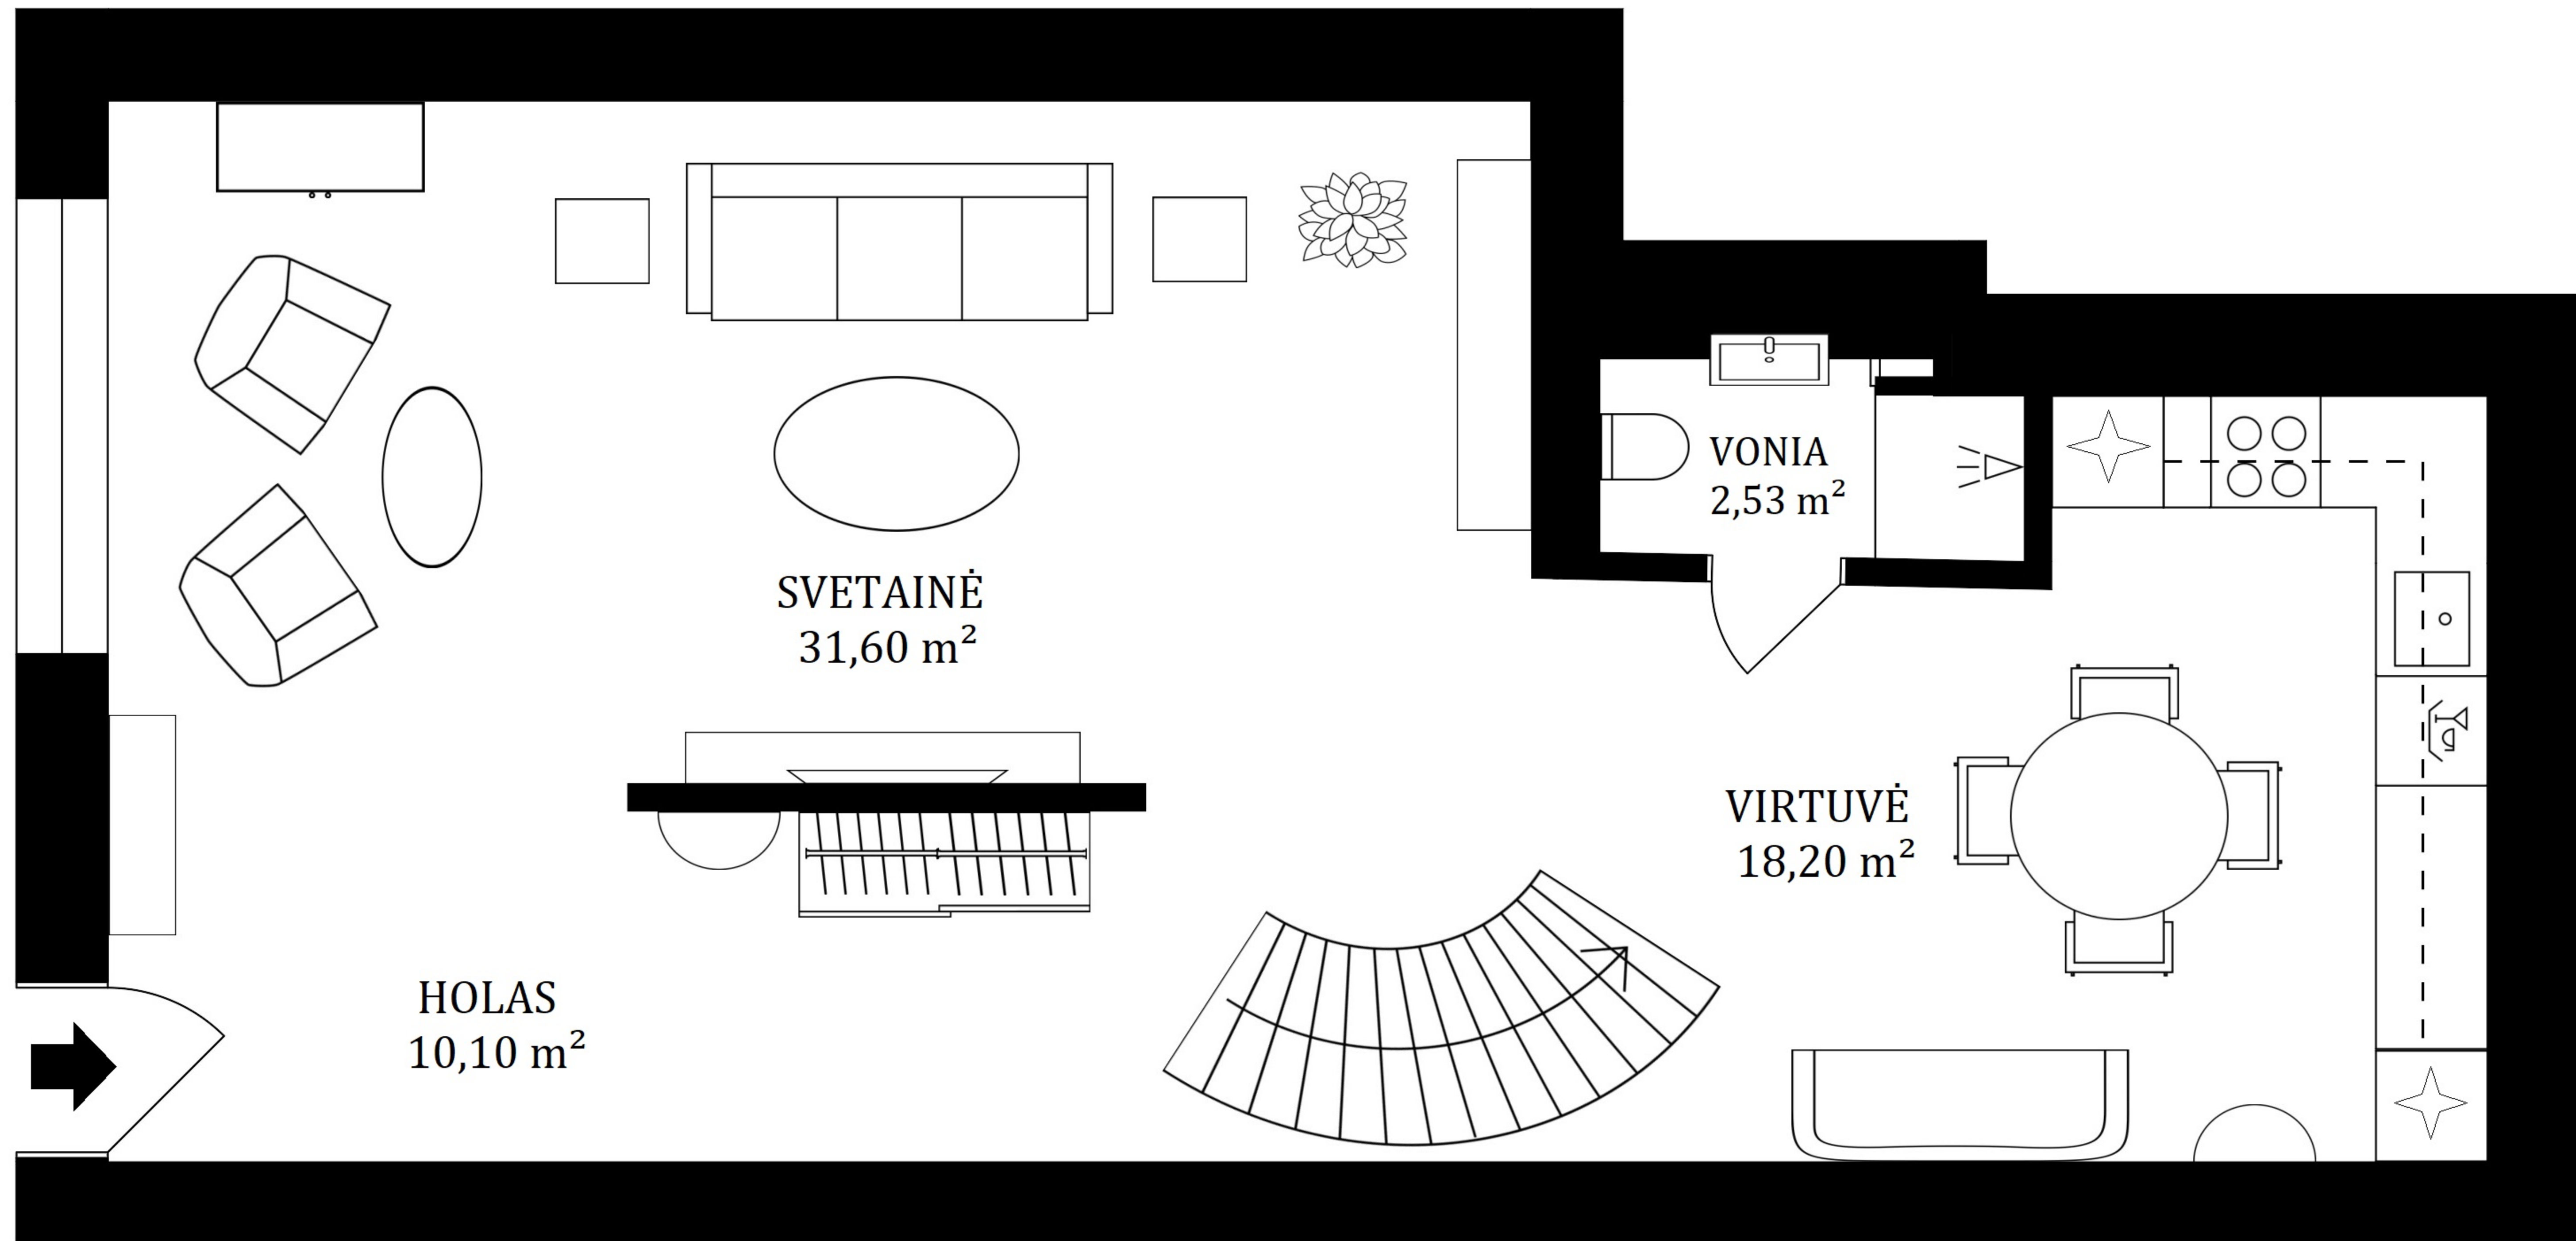 VONIA
2,53 m²
SVETAINĖ
31,60 m²
VIRTUVĖ
18,20 m²
HOLAS
10,10 m²